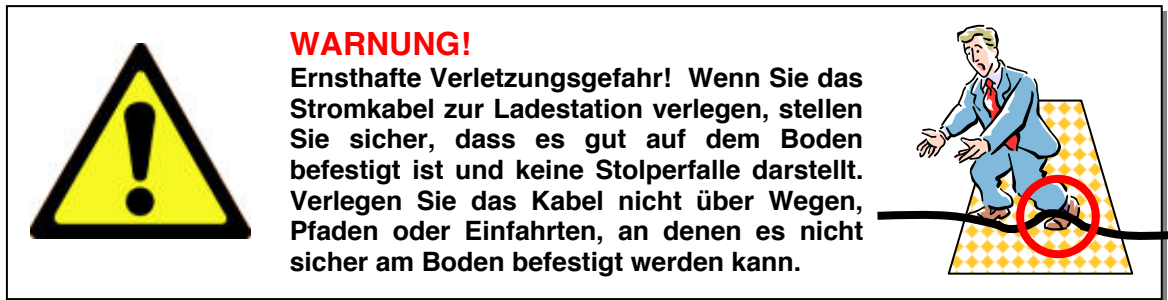 WARNUNG!
Ernsthafte Verletzungsgefahr! Wenn Sie das
Stromkabel zur Ladestation verlegen, stellen
Sie sicher, dass es gut auf dem Boden
befestigt ist und keine Stolperfalle darstellt.
Verlegen Sie das Kabel nicht über Wegen,
Pfaden oder Einfahrten, an denen es nicht
sicher am Boden befestigt werden kann.